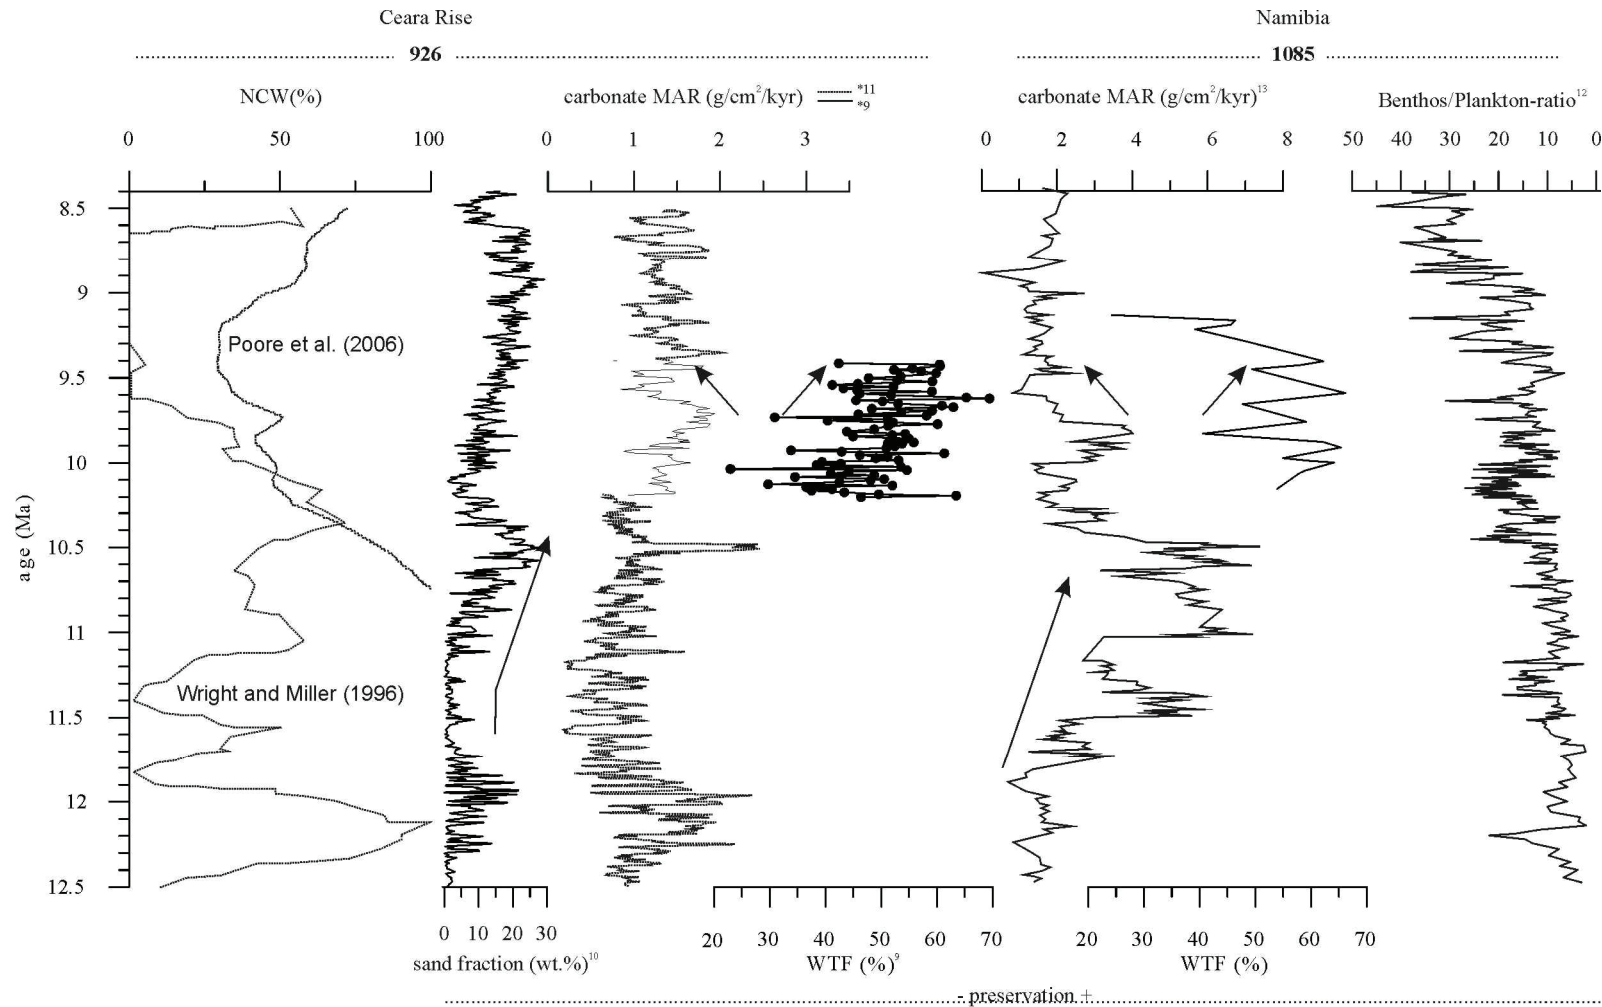 Ceara Rise Namibia
926 1085
NCW(%) carbonate MAR (g/cm²/kyr) *11 carbonate MAR (g/cm²/kyr)¹³ Benthos/Plankton-ratio¹²
*9
0 50 100 0 1 2 3 0 2 4 6 8 50 40 30 20 10 0
8.5
9
Poore et al. (2006)
9.5
10
age (Ma)
10.5
11
Wright and Miller (1996)
11.5
12
12.5
0 10 20 30 20 30 40 50 60 70 20 30 40 50 60 70
sand fraction (wt.%)¹⁰ WTF (%)⁹ WTF (%)
- preservation +